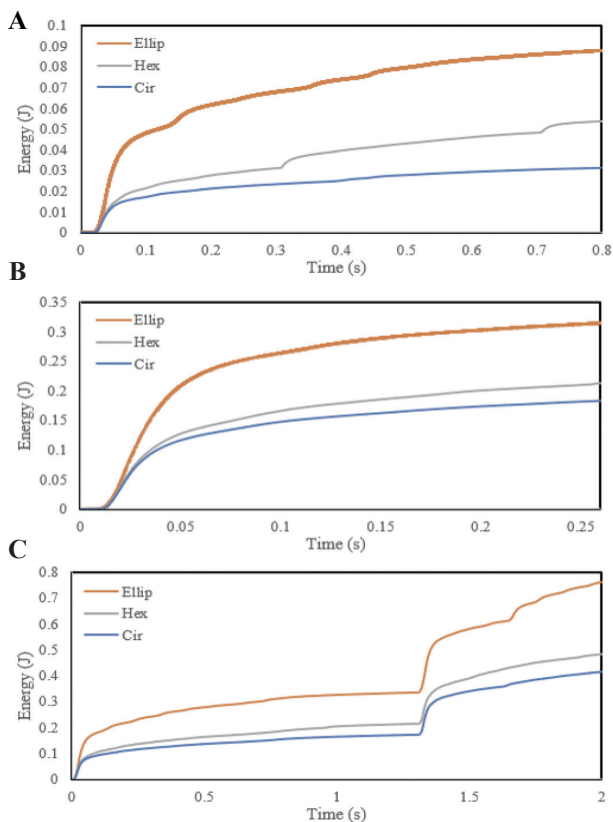 A
0.1
0.09
0.08
0.07
0.06
0.05
0.04
0.03
0.02
0.01
0
Energy (J)
Ellip
Hex
Cir
0 0.1 0.2 0.3 0.4 0.5 0.6 0.7 0.8
Time (s)
B
0.35
0.3
0.25
0.2
0.15
0.1
0.05
0
Energy (J)
Ellip
Hex
Cir
0 0.05 0.1 0.15 0.2 0.25
Time (s)
C
0.8
0.7
0.6
0.5
0.4
0.3
0.2
0.1
0
Energy (J)
Ellip
Hex
Cir
0 0.5 1 1.5 2
Time (s)